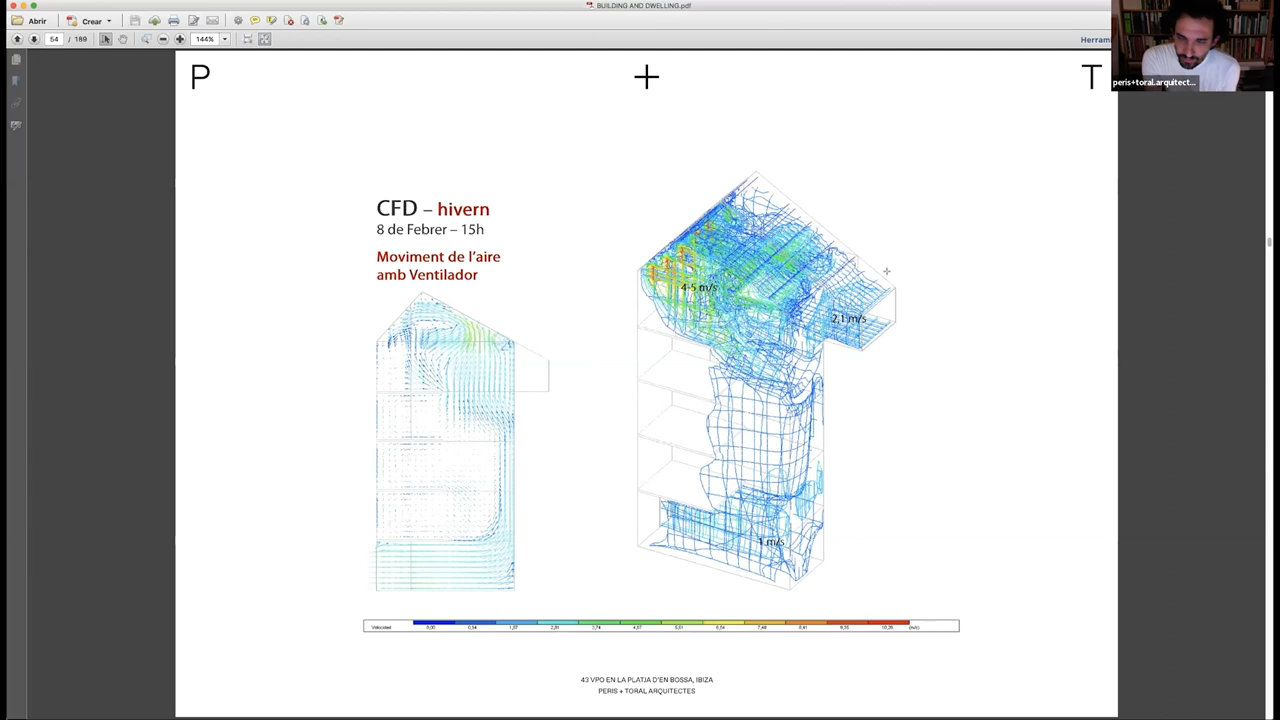 BUILDING AND DWELLING.pdf
Abrir
Crear
54 / 189
144%
Herrami
peris+toral.arquitect...
P + T
CFD – hivern
8 de Febrer – 15h
Moviment de l’aire
amb Ventilador
4-5 m/s
2,1 m/s
1 m/s
Velocidad
43 VPO EN LA PLATJA D'EN BOSSA, IBIZA
PERIS + TORAL ARQUITECTES